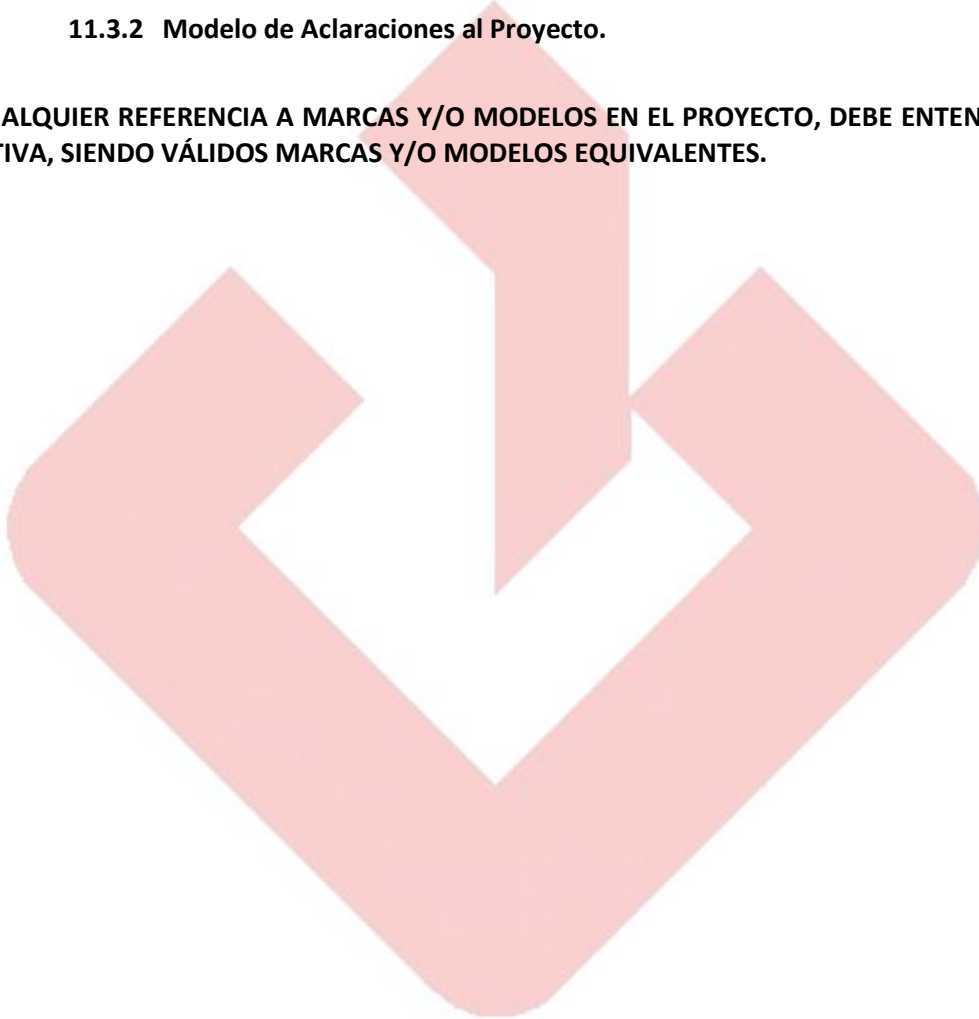 11.3.2 Modelo de Aclaraciones al Proyecto.
ALQUIER REFERENCIA A MARCAS Y/O MODELOS EN EL PROYECTO, DEBE ENTEN
TIVA, SIENDO VÁLIDOS MARCAS Y/O MODELOS EQUIVALENTES.